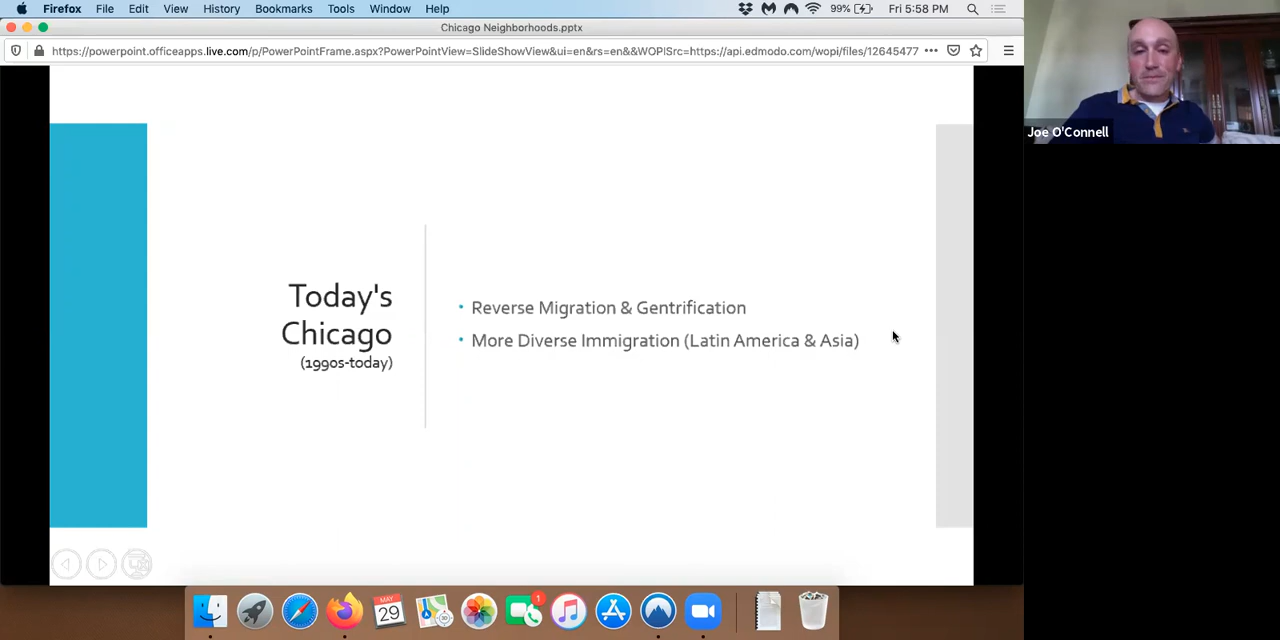 Firefox File Edit View History Bookmarks Tools Window Help 99% Fri 5:58 PM
Chicago Neighborhoods.pptx
https://powerpoint.officeapps.live.com/p/PowerPointFrame.aspx?PowerPointView=SlideShowView&ui=en&rs=en&&WOPISrc=https://api.edmodo.com/wopi/files/12645477
Joe O'Connell
Today's
Chicago
(1990s-today)
• Reverse Migration & Gentrification
• More Diverse Immigration (Latin America & Asia)
MAY
29
1